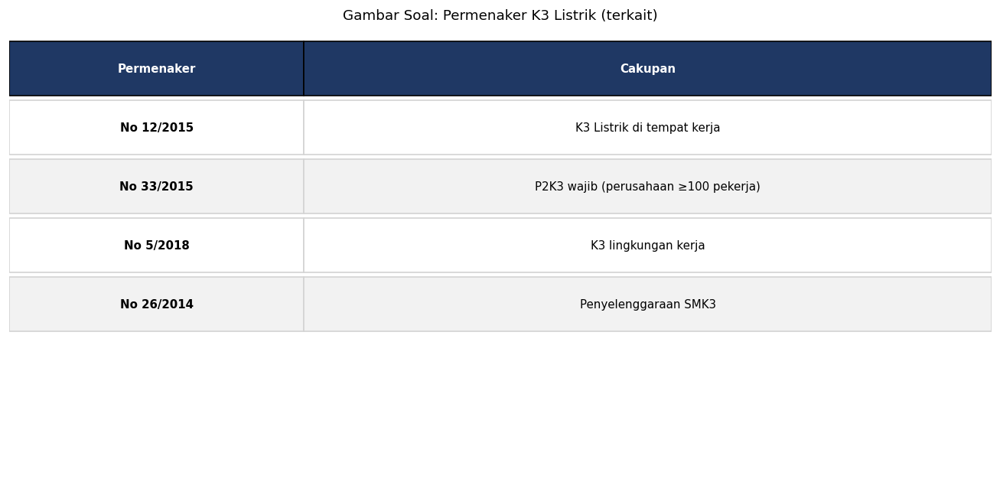 Gambar Soal: Permenaker K3 Listrik (terkait)
Permenaker Cakupan
No 12/2015 K3 Listrik di tempat kerja
No 33/2015 P2K3 wajib (perusahaan ≥100 pekerja)
No 5/2018 K3 lingkungan kerja
No 26/2014 Penyelenggaraan SMK3